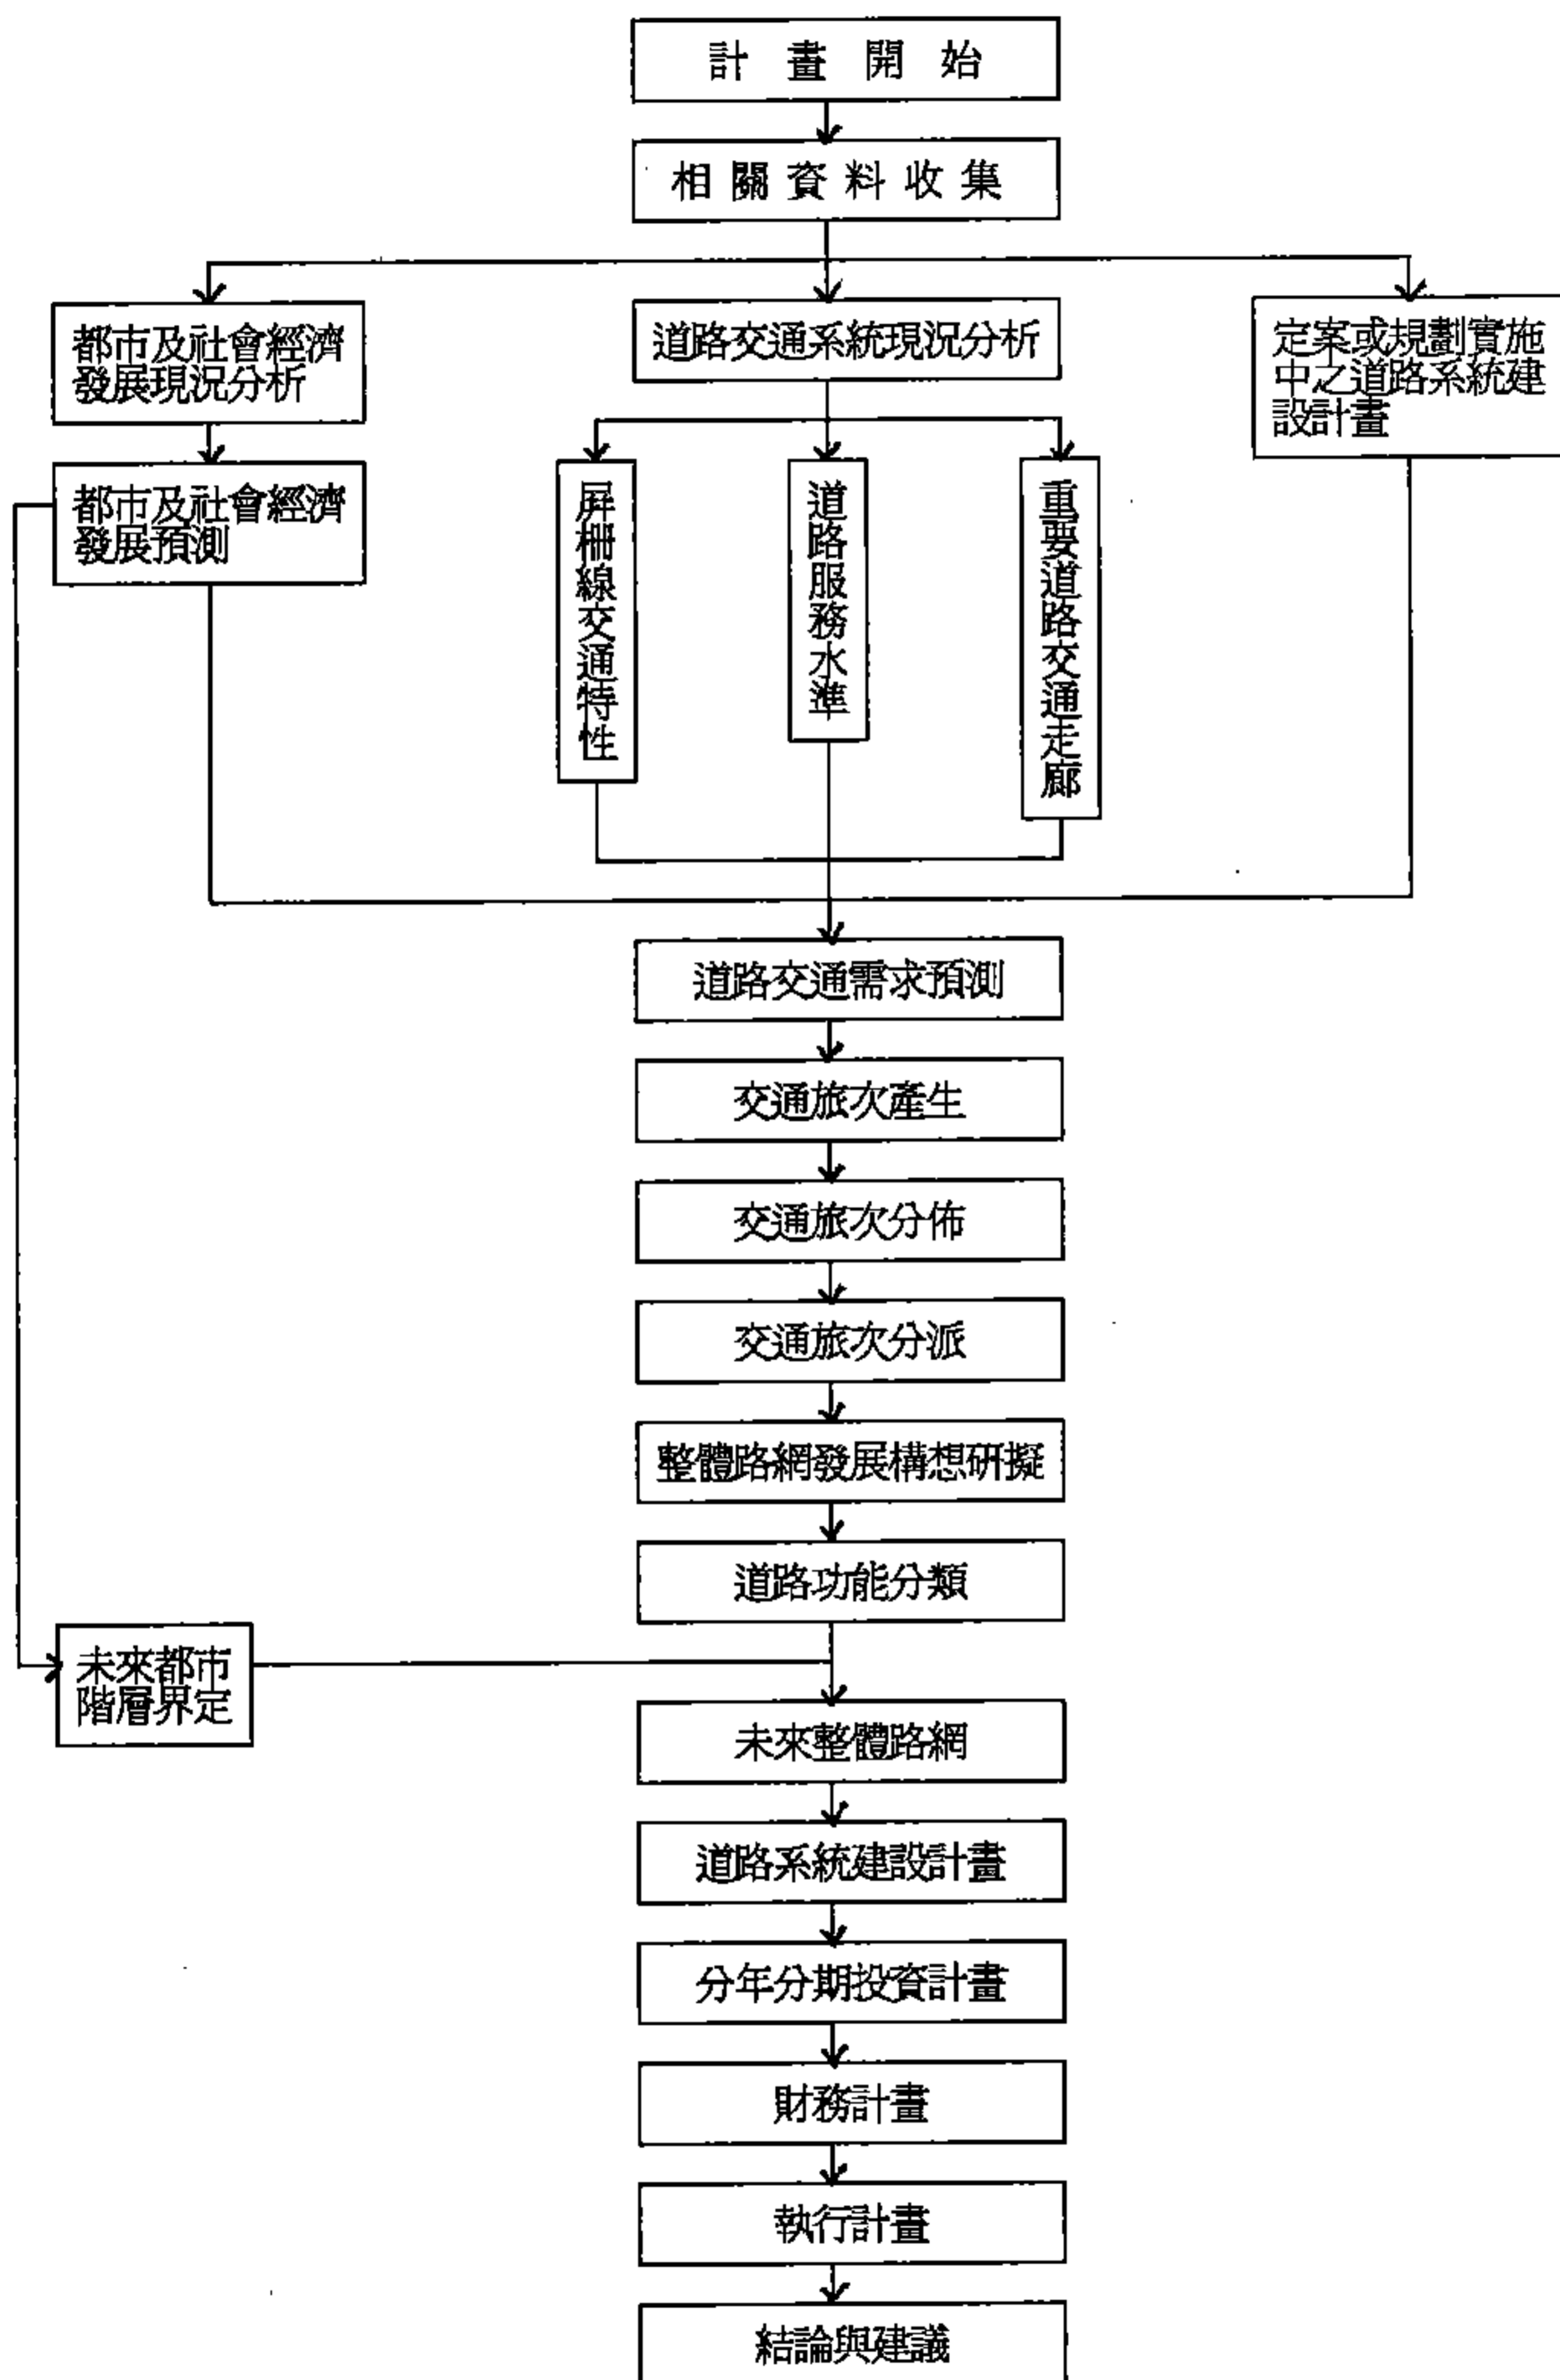 計畫開始
相關資料收集
都市及社會經濟
發展現況分析
道路交通系統現況分析
定案或規劃實施
中之道路系統建
設計畫
都市及社會經濟
發展預測
屏柵線交通特性
道路服務水準
重要道路交通走廊
道路交通需求預測
交通旅次產生
交通旅次分佈
交通旅次分派
整體路網發展構想研擬
道路功能分類
未來都市
階層界定
未來整體路網
道路系統建設計畫
分年分期投資計畫
財務計畫
執行計畫
結論與建議